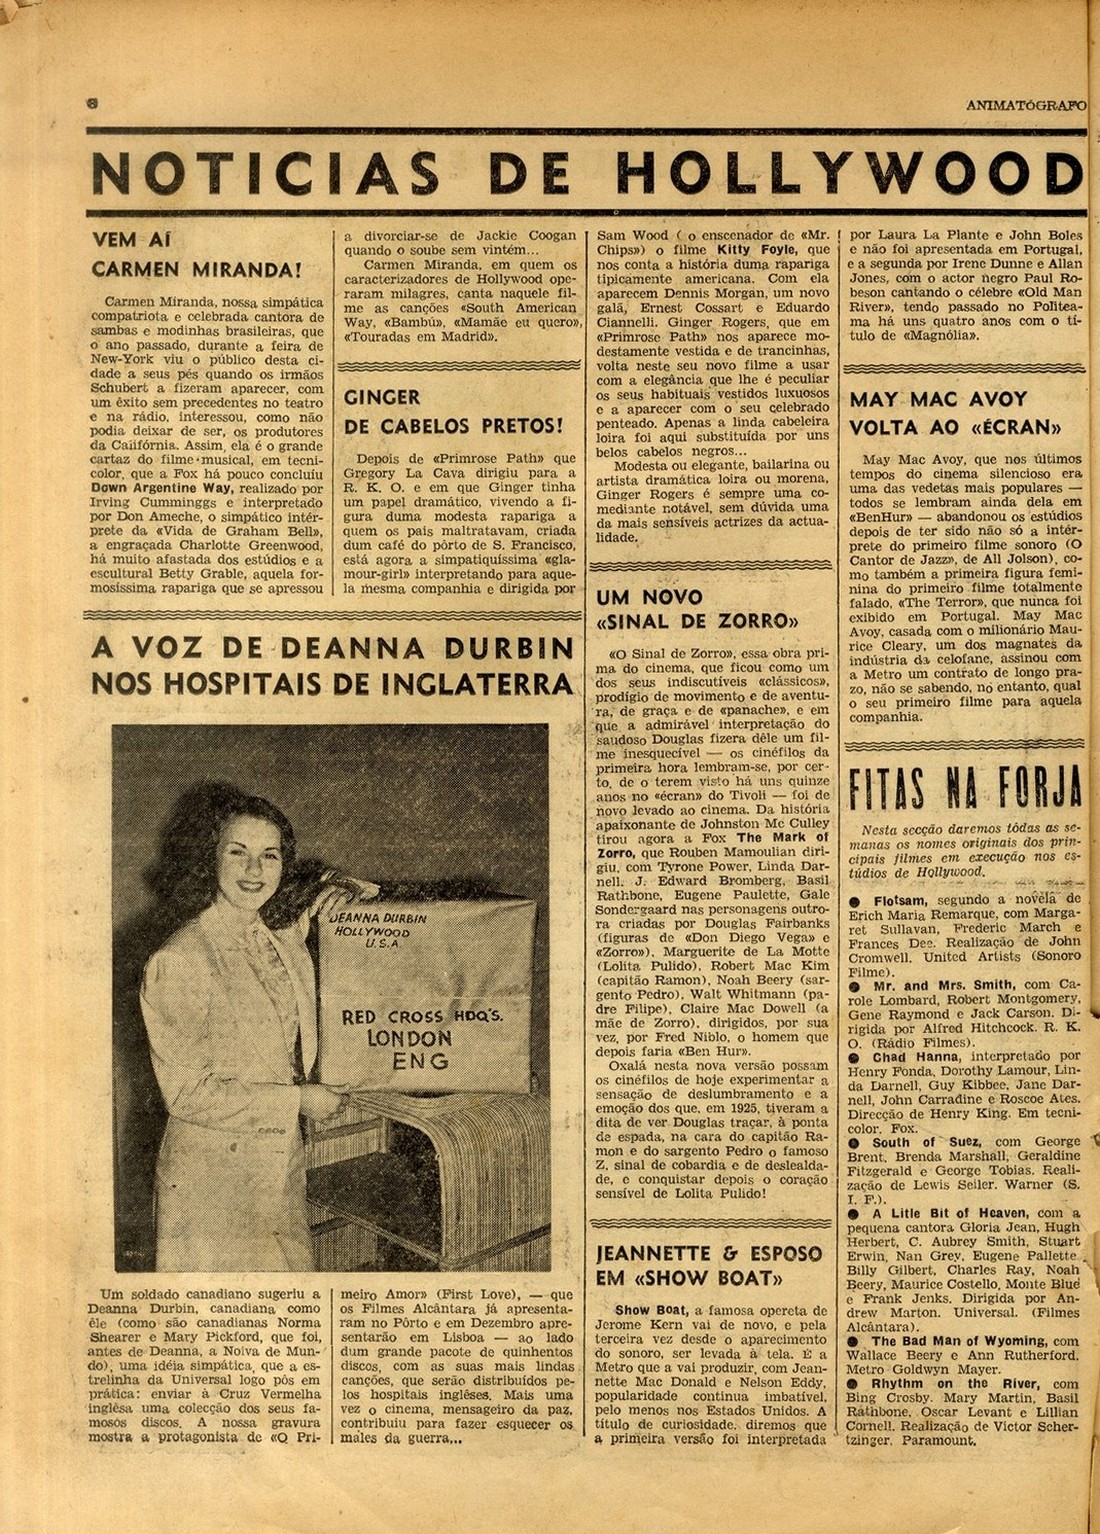 8
ANIMATÓGRAFO
NOTICIAS DE HOLLYWOOD
VEM AÍ
CARMEN MIRANDA!
Carmen Miranda, nossa simpática
compatriota e celebrada cantora de
sambas e modinhas brasileiras, que
o ano passado, durante a feira de
New-York viu o público desta ci-
dade a seus pés quando os irmãos
Schubert a fizeram aparecer, com
um êxito sem precedentes no teatro
e na rádio, interessou, como não
podia deixar de ser, os produtores
da Califórnia. Assim, ela é o grande
cartaz do filme musical, em tecni-
color, que a Fox há pouco concluíu
Down Argentine Way, realizado por
Irving Cumminggs e interpretado
por Don Ameche, o simpático intér-
prete da «Vida de Graham Bell»,
a engraçada Charlotte Greenwood,
há muito afastada dos estúdios e a
escultural Betty Grable, aquela for-
mosíssima rapariga que se apressou
a divorciar-se de Jackie Coogan
quando o soube sem vintém...
Carmen Miranda, em quem os
caracterizadores de Hollywood ope-
raram milagres, canta naquele fil-
me as canções «South American
Way, «Bambú», «Mamãe eu quero»,
«Touradas em Madrid».
GINGER
DE CABELOS PRETOS!
Depois de «Primrose Path» que
Gregory La Cava dirigiu para a
R. K. O. e em que Ginger tinha
um papel dramático, vivendo a fi-
gura duma modesta rapariga a
quem os pais maltratavam, criada
dum café do pôrto de S. Francisco,
está agora a simpatiquíssima «gla-
mour-girl» interpretando para aque-
la mesma companhia e dirigida por
Sam Wood ( o enscenador de «Mr.
Chips») o filme Kitty Foyle, que
nos conta a história duma rapariga
tìpicamente americana. Com ela
aparecem Dennis Morgan, um novo
galã, Ernest Cossart e Eduardo
Ciannelli. Ginger Rogers, que em
«Primrose Path» nos aparece mo-
destamente vestida e de trancinhas,
volta neste seu novo filme a usar
com a elegância que lhe é peculiar
os seus habituais vestidos luxuosos
e a aparecer com o seu celebrado
penteado. Apenas a linda cabeleira
loira foi aqui substituída por uns
belos cabelos negros...
Modesta ou elegante, bailarina ou
artista dramática loira ou morena,
Ginger Rogers é sempre uma co-
mediante notável, sem dúvida uma
da mais sensíveis actrizes da actua-
lidade.
A VOZ DE DEANNA DURBIN
NOS HOSPITAIS DE INGLATERRA
DEANNA DURBIN
HOLLYWOOD
U.S.A.
RED CROSS HDQ'S.
LONDON
ENG
Um soldado canadiano sugeriu a
Deanna Durbin, canadiana como
êle (como são canadianas Norma
Shearer e Mary Pickford, que foi,
antes de Deanna, a Noiva de Mun-
do), uma idéia simpática, que a es-
trelinha da Universal logo pôs em
prática: enviar à Cruz Vermelha
inglêsa uma colecção dos seus fa-
mosos discos. A nossa gravura
mostra a protagonista de «O Pri-
meiro Amor» (First Love), — que
os Filmes Alcântara já apresenta-
ram no Pôrto e em Dezembro apre-
sentarão em Lisboa — ao lado
dum grande pacote de quinhentos
discos, com as suas mais lindas
canções, que serão distribuídos pe-
los hospitais inglêses. Mais uma
vez o cinema, mensageiro da paz,
contribuíu para fazer esquecer os
males da guerra...
UM NOVO
«SINAL DE ZORRO»
«O Sinal de Zorro», essa obra pri-
ma do cinema, que ficou como um
dos seus indiscutíveis «clássicos»,
prodígio de movimento e de aventu-
ra, de graça e de «panache», e em
que a admirável interpretação do
saudoso Douglas fizera dêle um fil-
me inesquecível — os cinéfilos da
primeira hora lembram-se, por cer-
to, de o terem visto há uns quinze
anos no «écran» do Tivoli — foi de
novo levado ao cinema. Da história
apaixonante de Johnston Mc Culley
tirou agora a Fox The Mark of
Zorro, que Rouben Mamoulian diri-
giu, com Tyrone Power, Linda Dar-
nell. J. Edward Bromberg, Basil
Rathbone, Eugene Paulette, Gale
Sondergaard nas personagens outro-
ra criadas por Douglas Fairbanks
(figuras de «Don Diego Vega» e
«Zorro»), Marguerite de La Motte
(Lolita Pulido), Robert Mac Kim
(capitão Ramon), Noah Beery (sar-
gento Pedro), Walt Whitmann (pa-
dre Filipe), Claire Mac Dowell (a
mãe de Zorro), dirigidos, por sua
vez, por Fred Niblo, o homem que
depois faria «Ben Hur».
Oxalá nesta nova versão possam
os cinéfilos de hoje experimentar a
sensação de deslumbramento e a
emoção dos que, em 1925, tiveram a
dita de ver Douglas traçar, à ponta
de espada, na cara do capitão Ra-
mon e do sargento Pedro o famoso
Z, sinal de cobardia e de deslealda-
de, e conquistar depois o coração
sensível de Lolita Pulido!
JEANNETTE & ESPOSO
EM «SHOW BOAT»
Show Boat, a famosa opereta de
Jerome Kern vai de novo, e pela
terceira vez desde o aparecimento
do sonoro, ser levada à tela. É a
Metro que a vai produzir, com Jean-
nette Mac Donald e Nelson Eddy,
popularidade continua imbatível,
pelo menos nos Estados Unidos. A
título de curiosidade, diremos que
a primeira versão foi interpretada
por Laura La Plante e John Boles
e não foi apresentada em Portugal,
e a segunda por Irene Dunne e Allan
Jones, com o actor negro Paul Ro-
beson cantando o célebre «Old Man
River», tendo passado no Politea-
ma há uns quatro anos com o tí-
tulo de «Magnólia».
MAY MAC AVOY
VOLTA AO «ÉCRAN»
May Mac Avoy, que nos últimos
tempos do cinema silencioso era
uma das vedetas mais populares —
todos se lembram ainda dela em
«BenHur» — abandonou os estúdios
depois de ter sido não só a intér-
prete do primeiro filme sonoro (O
Cantor de Jazz», de All Jolson), co-
mo também a primeira figura femi-
nina do primeiro filme totalmente
falado, «The Terror», que nunca foi
exibido em Portugal. May Mac
Avoy, casada com o milionário Mau-
rice Cleary, um dos magnates da
indústria da celofane, assinou com
a Metro um contrato de longo pra-
zo, não se sabendo, no entanto, qual
o seu primeiro filme para aquela
companhia.
FITAS NA FORJA
Nesta secção daremos tôdas as se-
manas os nomes originais dos prin-
cipais filmes em execução nos es-
túdios de Hollywood.
● Flotsam, segundo a novela de
Erich Maria Remarque, com Marga-
ret Sullavan, Frederic March e
Frances Dee. Realização de John
Cromwell. United Artists (Sonoro
Filme).
● Mr. and Mrs. Smith, com Ca-
role Lombard, Robert Montgomery,
Gene Raymond e Jack Carson. Di-
rigida por Alfred Hitchcock. R. K.
O. (Rádio Filmes).
● Chad Hanna, interpretado por
Henry Fonda, Dorothy Lamour, Lin-
da Darnell, Guy Kibbee, Jane Dar-
nell, John Carradine e Roscoe Ates.
Direcção de Henry King. Em tecni-
color. Fox.
● South of Suez, com George
Brent, Brenda Marshall, Geraldine
Fitzgerald e George Tobias. Reali-
zação de Lewis Seiler. Warner (S.
I. F.).
● A Litle Bit of Heaven, com a
pequena cantora Gloria Jean, Hugh
Herbert, C. Aubrey Smith, Stuart
Erwin, Nan Grey, Eugene Pallette
Billy Gilbert, Charles Ray, Noah
Beery, Maurice Costello, Monte Blue
e Frank Jenks. Dirigida por An-
drew Marton. Universal. (Filmes
Alcântara).
● The Bad Man of Wyoming, com
Wallace Beery e Ann Rutherford.
Metro Goldwyn Mayer.
● Rhythm on the River, com
Bing Crosby. Mary Martin, Basil
Rathbone, Oscar Levant e Lillian
Cornell. Realização de Victor Scher-
tzinger. Paramount.